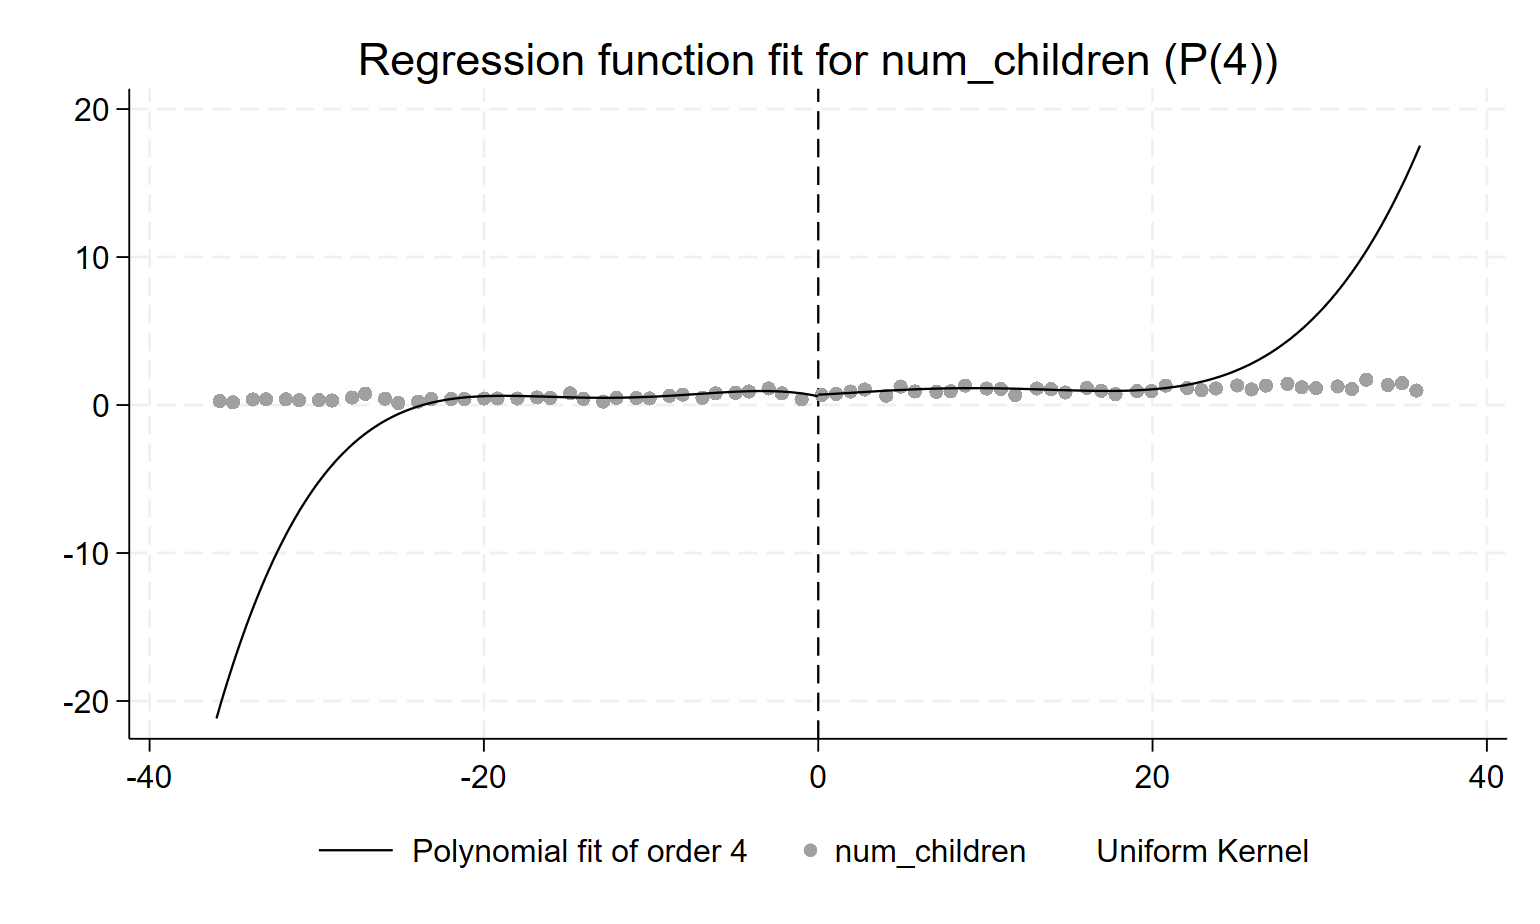 Regression function fit for num_children (P(4))
20
10
0
-10
-20
-40 -20 0 20 40
Polynomial fit of order 4 num_children Uniform Kernel